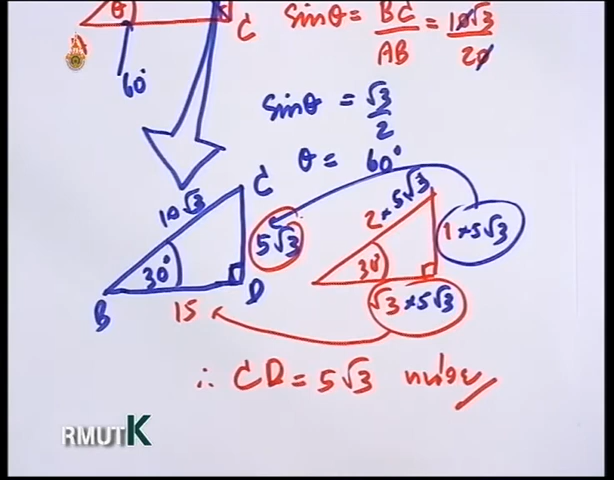 θ C
60°
sinθ = BC/AB = 10√3/20
sinθ = √3/2
θ = 60°
10√3 C
30° 5√3
B 15 D
2×5√3 1×5√3
30°
√3×5√3
∴ CD = 5√3 หน่วย
RMUTK